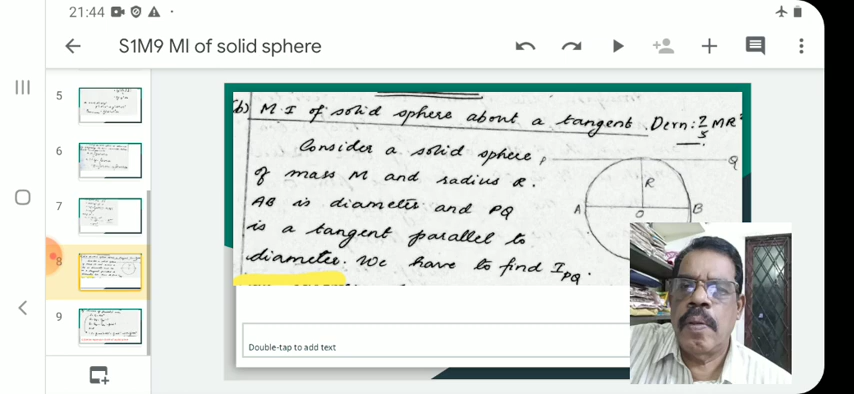 21:44
S1M9 MI of solid sphere
5
6
7
8
9
(b) M.I of solid sphere about a tangent. Dern: 2/5 MR²
Consider a solid sphere
of mass M and radius R.
AB is diameter and PQ
is a tangent parallel to
diameter. We have to find I_PQ.
P
Q
R
A
O
B
Double-tap to add text